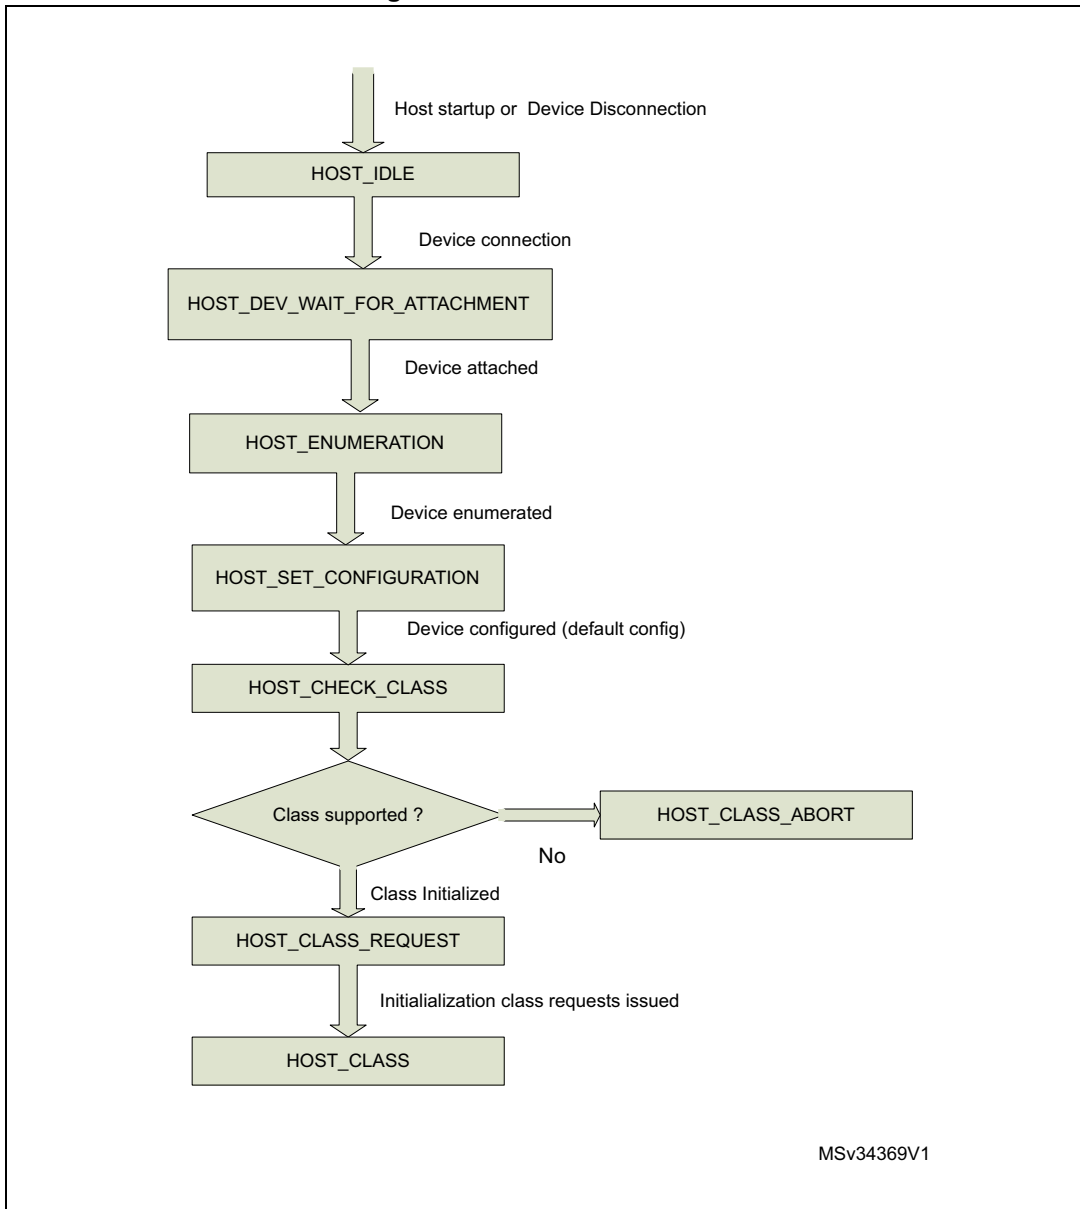 Host startup or Device Disconnection
HOST_IDLE
Device connection
HOST_DEV_WAIT_FOR_ATTACHMENT
Device attached
HOST_ENUMERATION
Device enumerated
HOST_SET_CONFIGURATION
Device configured (default config)
HOST_CHECK_CLASS
Class supported ?
HOST_CLASS_ABORT
No
Class Initialized
HOST_CLASS_REQUEST
Initialialization class requests issued
HOST_CLASS
MSv34369V1